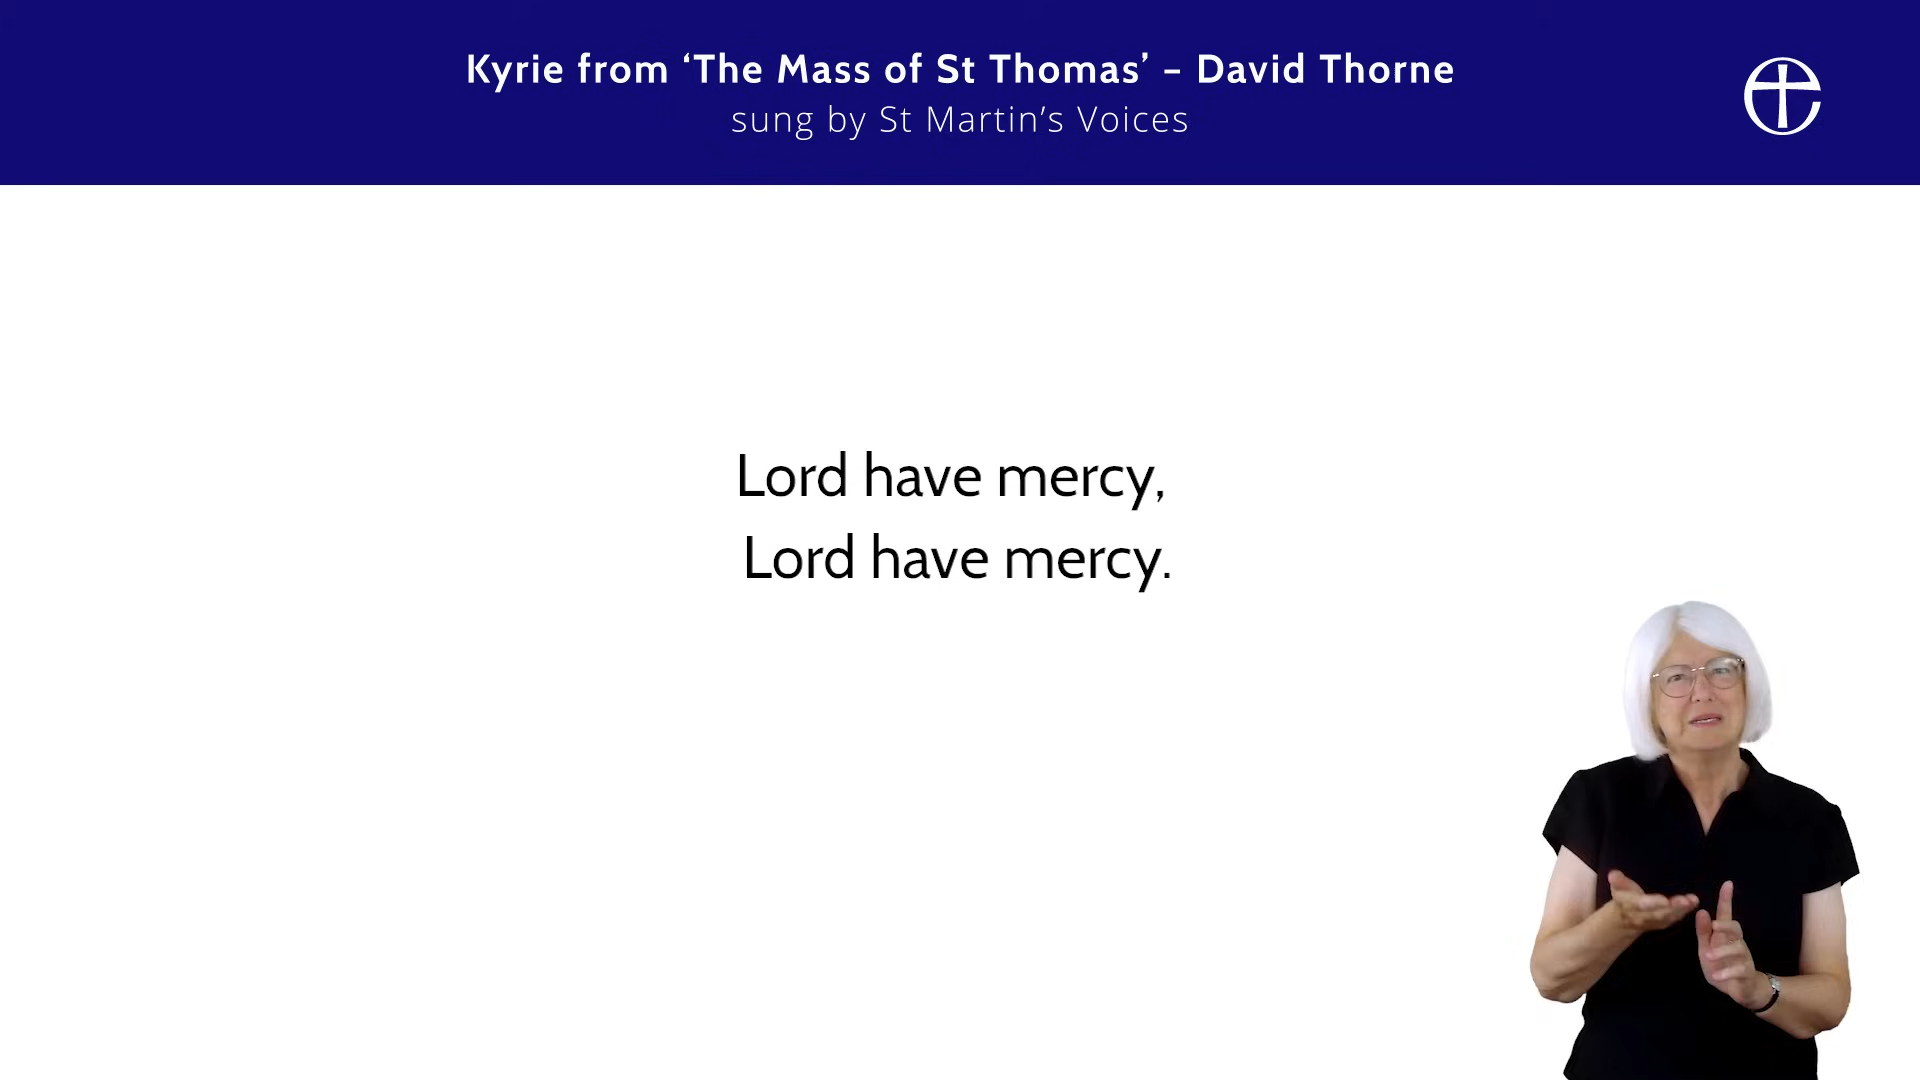 Kyrie from ‘The Mass of St Thomas’ – David Thorne
sung by St Martin’s Voices
Lord have mercy,
Lord have mercy.